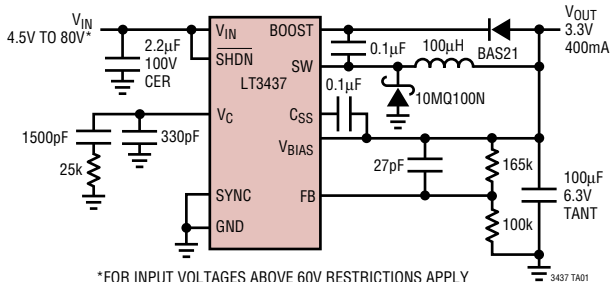 VIN
4.5V TO 80V*
2.2µF
100V
CER
VIN
SHDN
LT3437
VC
SYNC
GND
BOOST
SW
CSS
VBIAS
FB
0.1µF
100µH
BAS21
VOUT
3.3V
400mA
10MQ100N
0.1µF
1500pF
330pF
25k
27pF
165k
100k
100µF
6.3V
TANT
*FOR INPUT VOLTAGES ABOVE 60V RESTRICTIONS APPLY
3437 TA01